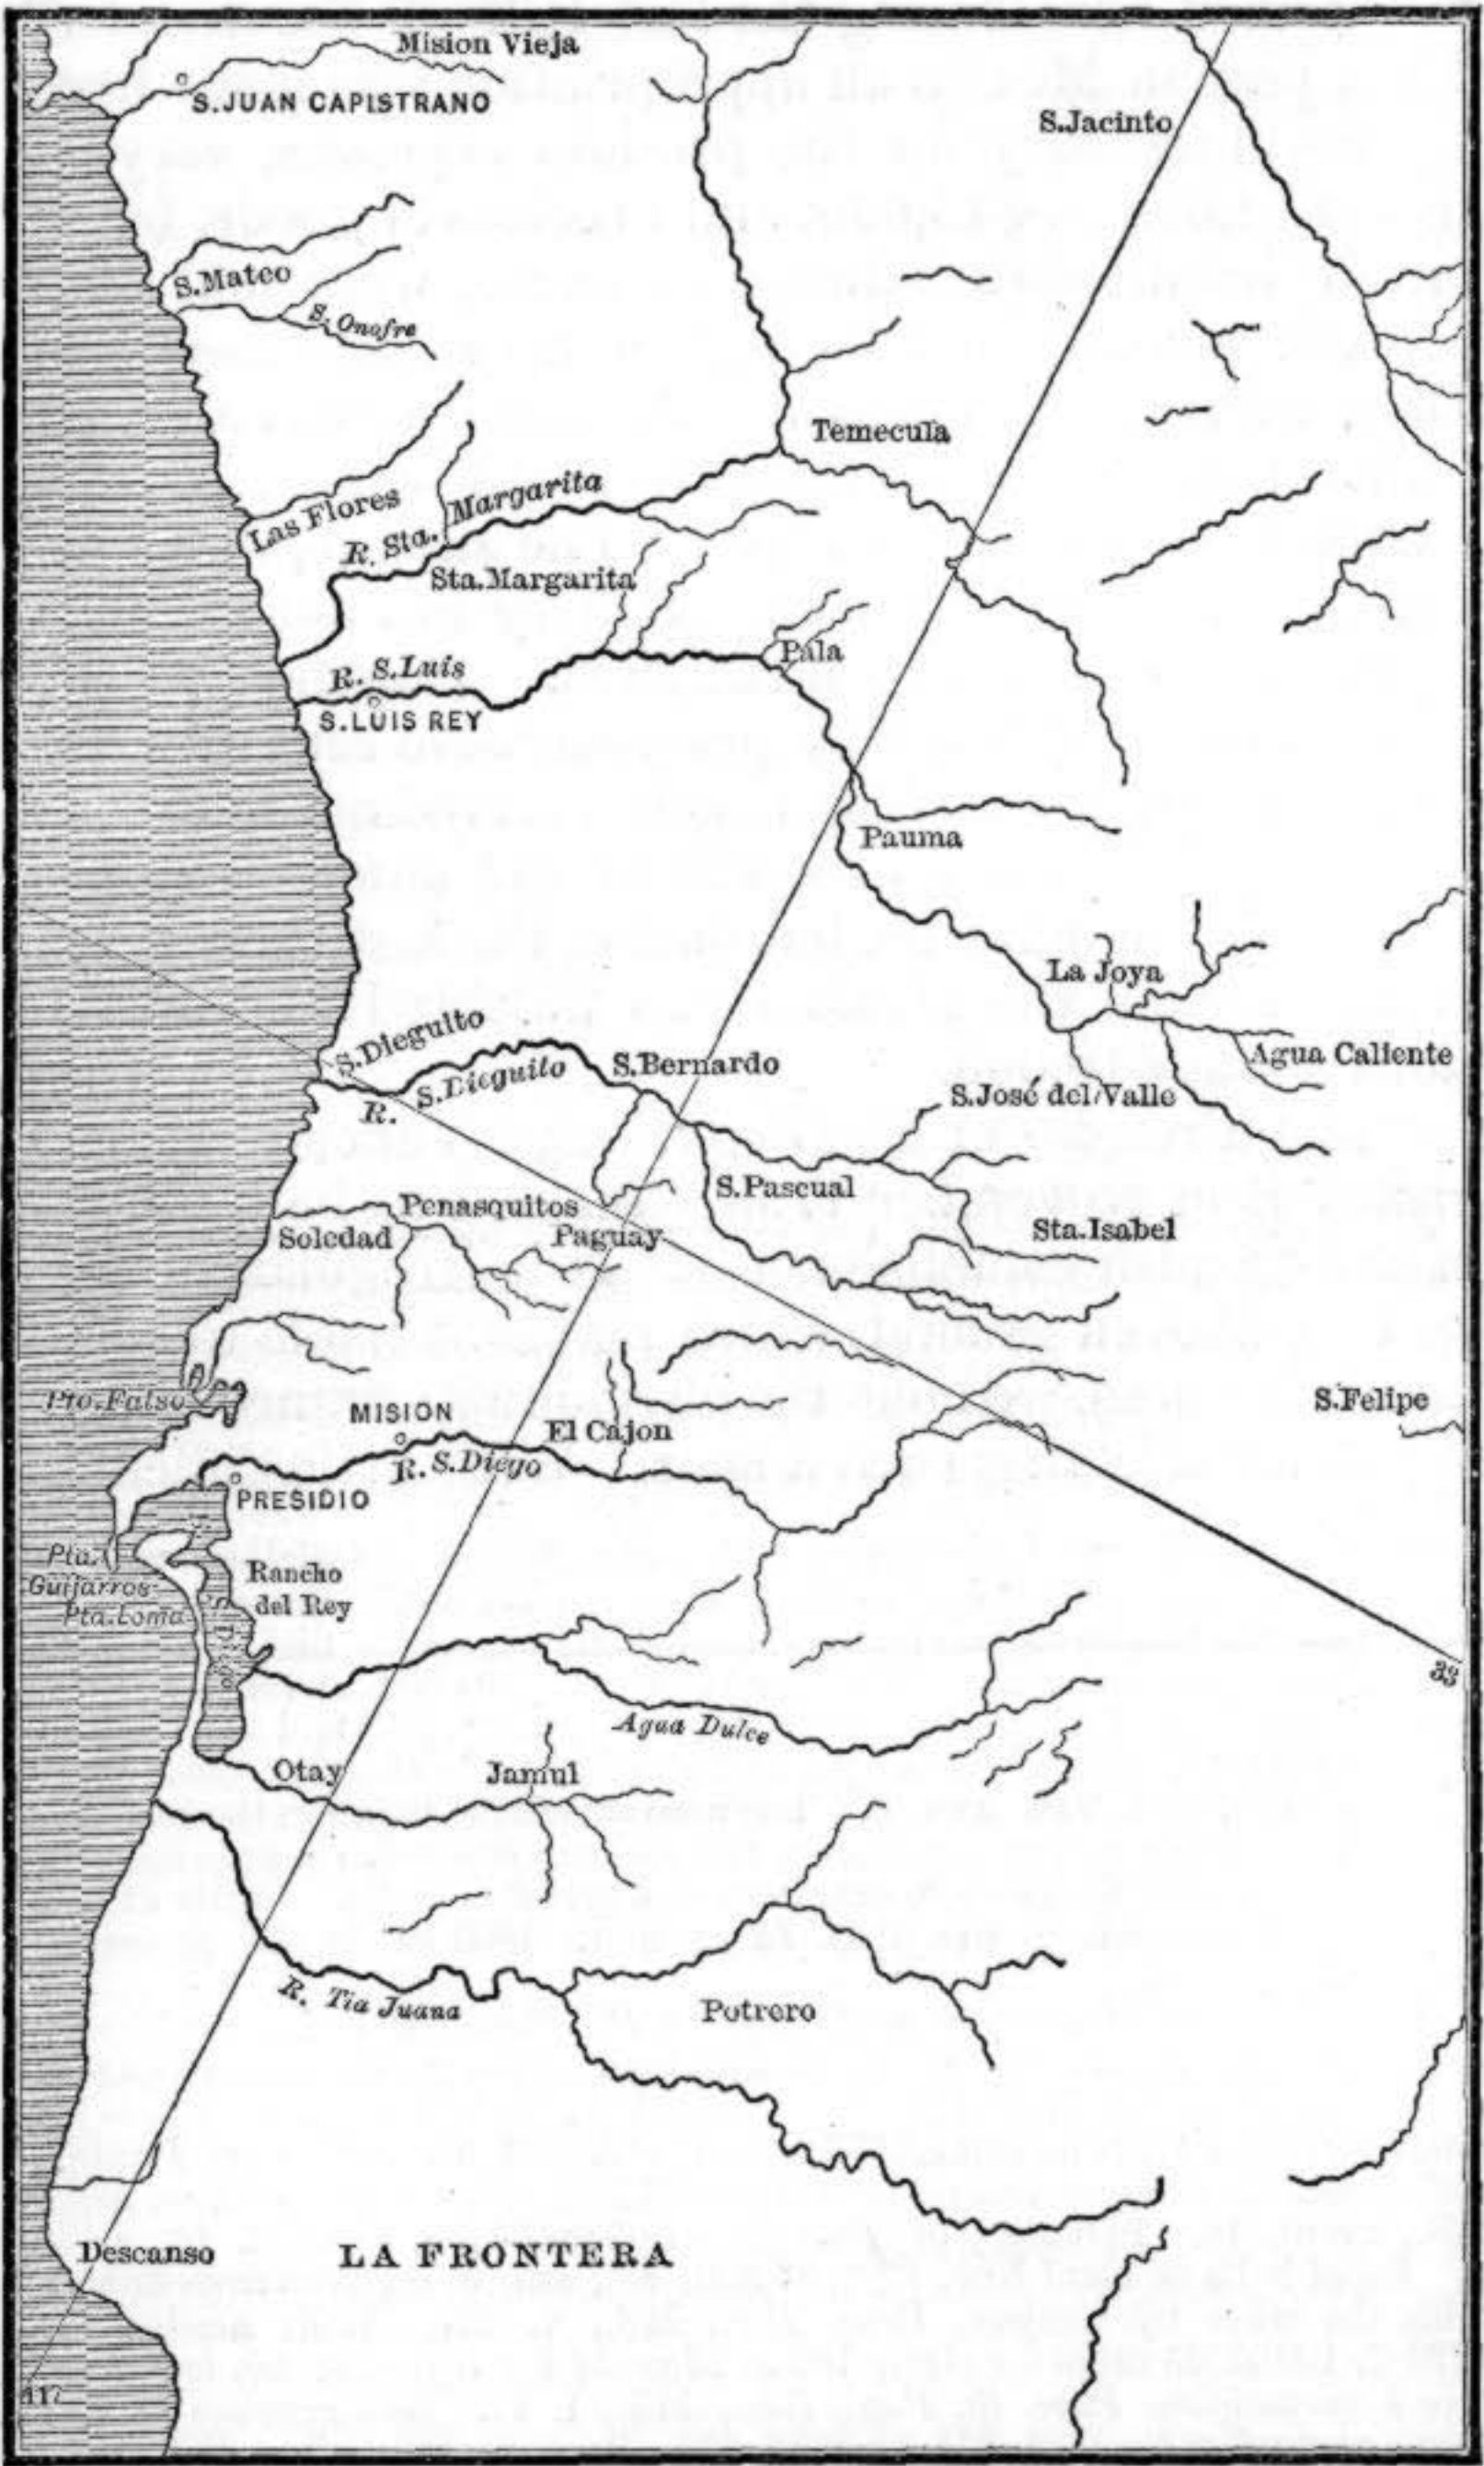 Mision Vieja
S. JUAN CAPISTRANO
S. Jacinto
S. Mateo
S. Onofre
Temecula
Las Flores
R. Sta. Margarita
Sta. Margarita
Pala
R. S. Luis
S. LUIS REY
Pauma
La Joya
S. Dieguito
R. S. Dieguito
S. Bernardo
Agua Caliente
S. José del Valle
S. Pascual
Penasquitos
Soledad
Paguay
Sta. Isabel
Pto. Falso
MISION
El Cajon
S. Felipe
R. S. Diego
PRESIDIO
Pta.
Guijarros
Pta. Loma
Rancho
del Rey
33
Agua Dulce
Otay
Jamul
R. Tia Juana
Potrero
Descanso
LA FRONTERA
117